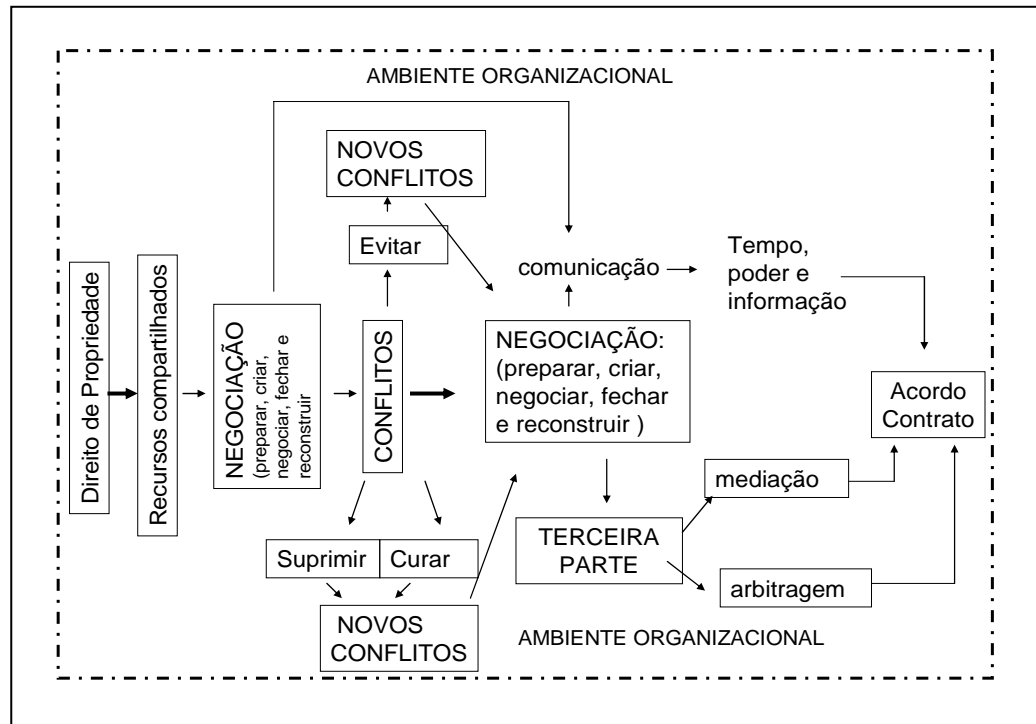 AMBIENTE ORGANIZACIONAL
Direito de Propriedade
Recursos compartilhados
NEGOCIAÇÃO
(preparar, criar,
negociar, fechar e
reconstruir
NOVOS
CONFLITOS
Evitar
CONFLITOS
Suprimir
Curar
NOVOS
CONFLITOS
comunicação
NEGOCIAÇÃO:
(preparar, criar,
negociar, fechar
e reconstruir )
TERCEIRA
PARTE
Tempo,
poder e
informação
mediação
arbitragem
Acordo
Contrato
AMBIENTE ORGANIZACIONAL